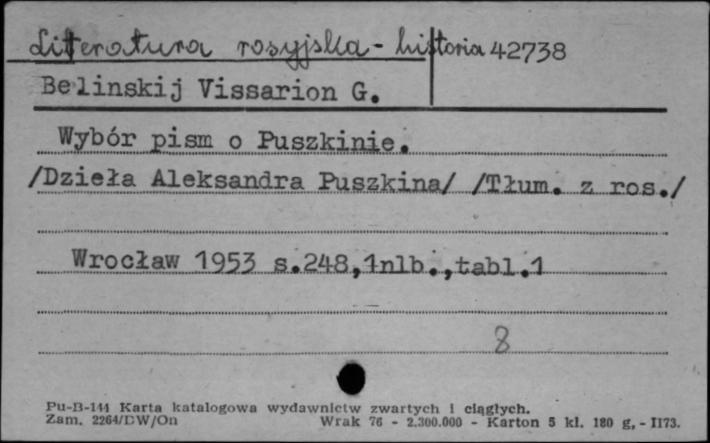 Literatura rosyjska - historia 42738
Belinskij Vissarion G.
Wybór pism o Puszkinie.
/Dzieła Aleksandra Puszkina/ /Tłum. z ros./
Wrocław 1953 s.248,1nlb.,tabl.1
8
Pu-B-144 Karta katalogowa wydawnictw zwartych i ciągłych.
Zam. 2264/DW/On Wrak 76 - 2.300.000 - Karton 5 kl. 180 g, - II73.